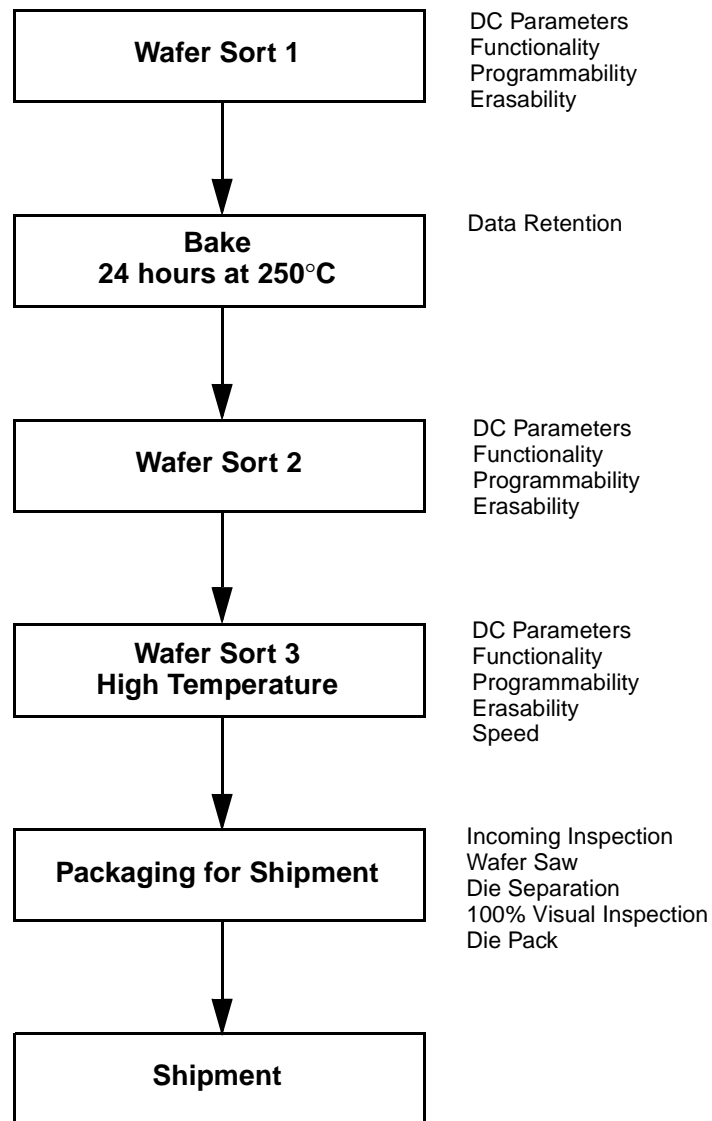 Wafer Sort 1
DC Parameters
Functionality
Programmability
Erasability
Bake
24 hours at 250°C
Data Retention
Wafer Sort 2
DC Parameters
Functionality
Programmability
Erasability
Wafer Sort 3
High Temperature
DC Parameters
Functionality
Programmability
Erasability
Speed
Packaging for Shipment
Incoming Inspection
Wafer Saw
Die Separation
100% Visual Inspection
Die Pack
Shipment